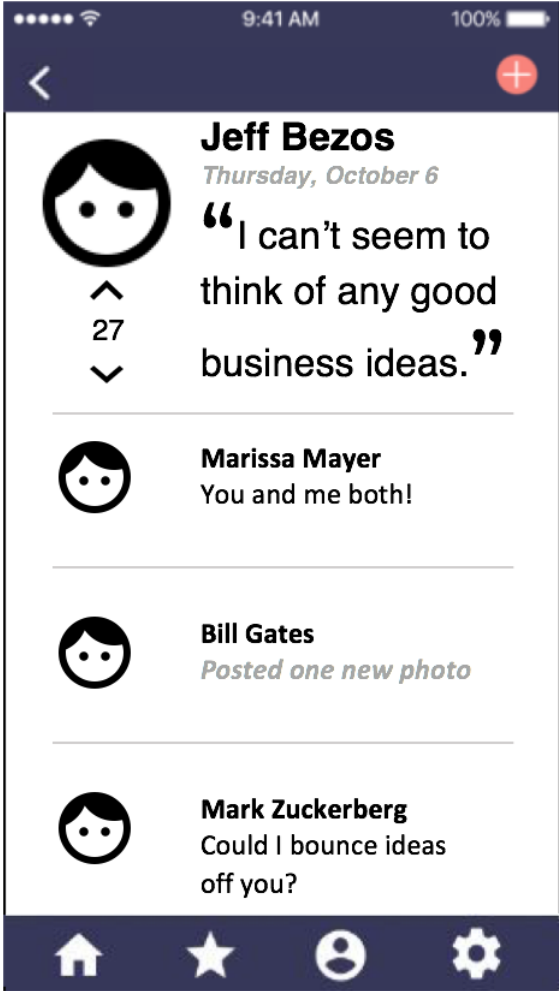 9:41 AM
100%
Jeff Bezos
Thursday, October 6
“I can’t seem to
think of any good
business ideas.”
27
Marissa Mayer
You and me both!
Bill Gates
Posted one new photo
Mark Zuckerberg
Could I bounce ideas
off you?